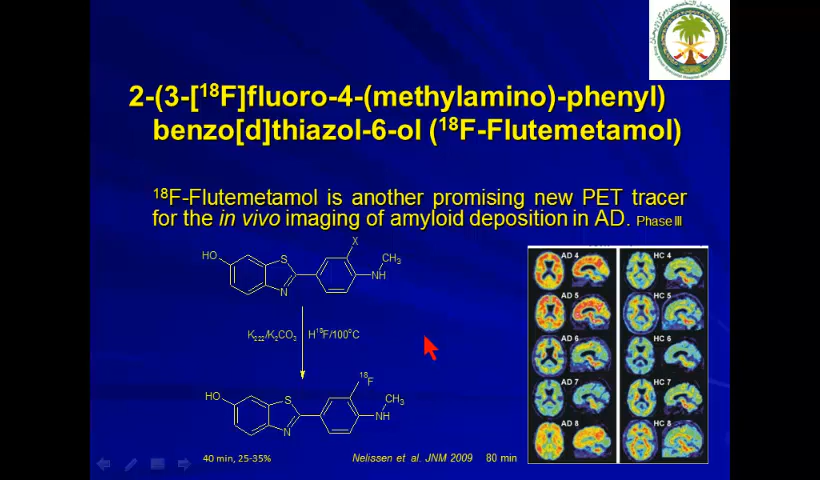 2-(3-[18F]fluoro-4-(methylamino)-phenyl)
benzo[d]thiazol-6-ol (18F-Flutemetamol)
18F-Flutemetamol is another promising new PET tracer
for the in vivo imaging of amyloid deposition in AD. Phase III
X
HO
S
CH3
NH
N
K222/K2CO3 H18F/100°C
18F
HO
S
CH3
NH
N
AD 4 HC 4
AD 5 HC 5
AD 6 HC 6
AD 7 HC 7
AD 8 HC 8
40 min, 25-35% Nelissen et al. JNM 2009 80 min